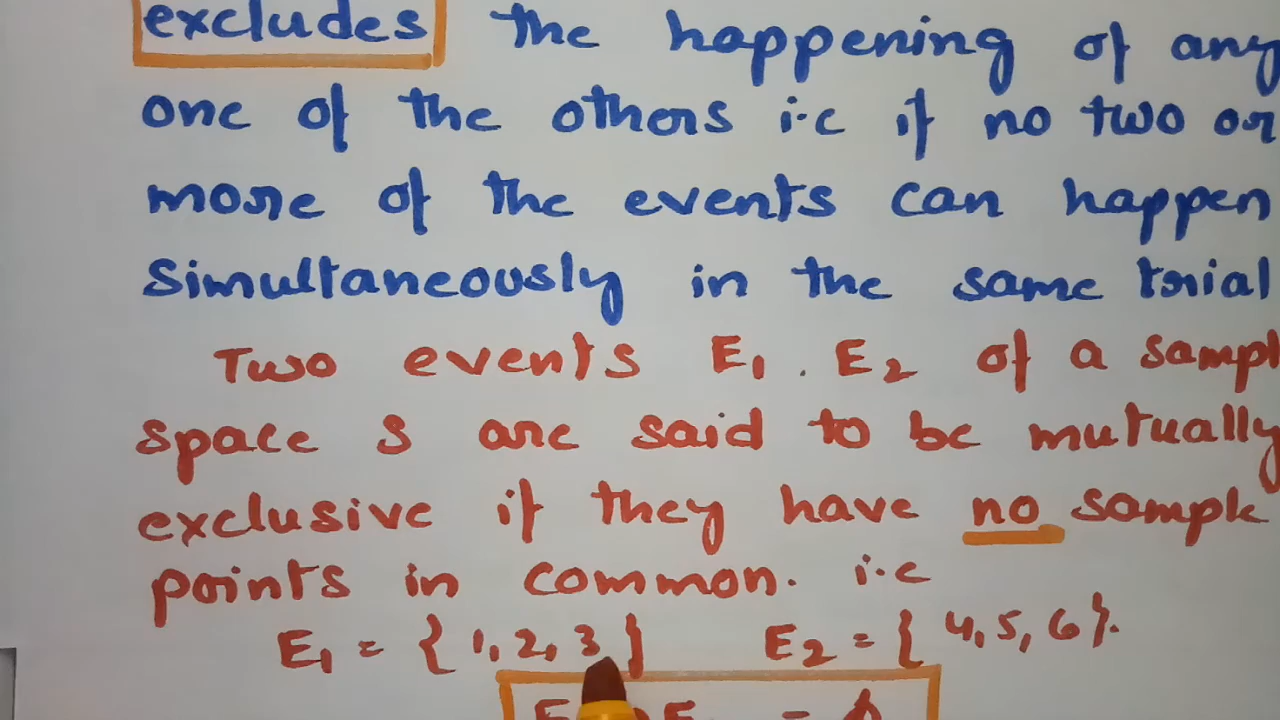 excludes the happening of any
one of the others i.e if no two or
more of the events can happen
simultaneously in the same trial
Two events E₁ . E₂ of a sampl
space S are said to be mutually
exclusive if they have no sample
points in common. i.e
E₁ = { 1, 2, 3 } E₂ = { 4, 5, 6 }.